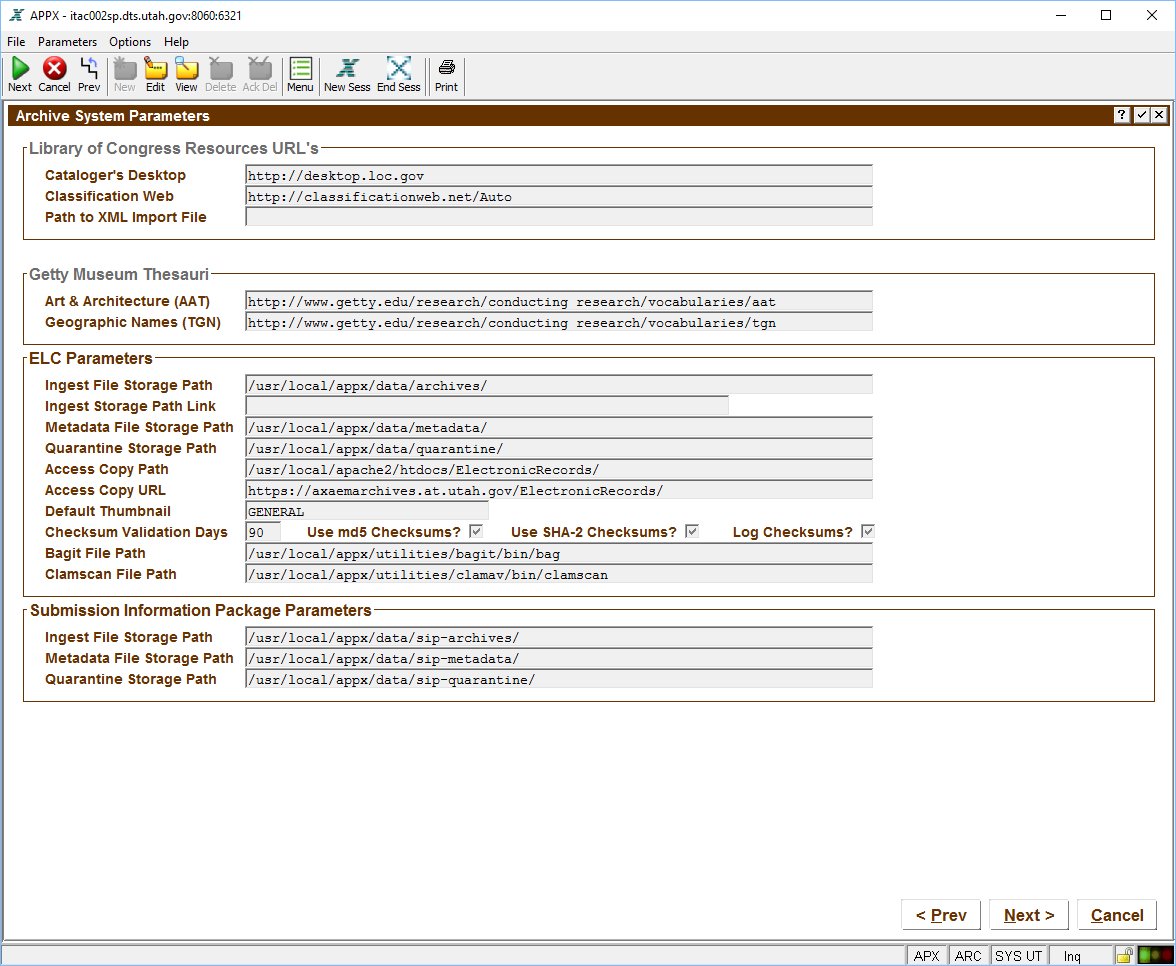 APPX - itac002sp.dts.utah.gov:8060:6321
File Parameters Options Help
Next Cancel Prev New Edit View Delete Ack Del Menu New Sess End Sess Print
Archive System Parameters
Library of Congress Resources URL's
Cataloger's Desktop http://desktop.loc.gov
Classification Web http://classificationweb.net/Auto
Path to XML Import File
Getty Museum Thesauri
Art & Architecture (AAT) http://www.getty.edu/research/conducting research/vocabularies/aat
Geographic Names (TGN) http://www.getty.edu/research/conducting research/vocabularies/tgn
ELC Parameters
Ingest File Storage Path /usr/local/appx/data/archives/
Ingest Storage Path Link
Metadata File Storage Path /usr/local/appx/data/metadata/
Quarantine Storage Path /usr/local/appx/data/quarantine/
Access Copy Path /usr/local/apache2/htdocs/ElectronicRecords/
Access Copy URL https://axaemarchives.at.utah.gov/ElectronicRecords/
Default Thumbnail GENERAL
Checksum Validation Days 90 Use md5 Checksums? Use SHA-2 Checksums? Log Checksums?
Bagit File Path /usr/local/appx/utilities/bagit/bin/bag
Clamscan File Path /usr/local/appx/utilities/clamav/bin/clamscan
Submission Information Package Parameters
Ingest File Storage Path /usr/local/appx/data/sip-archives/
Metadata File Storage Path /usr/local/appx/data/sip-metadata/
Quarantine Storage Path /usr/local/appx/data/sip-quarantine/
< Prev Next > Cancel
APX ARC SYS UT Inq